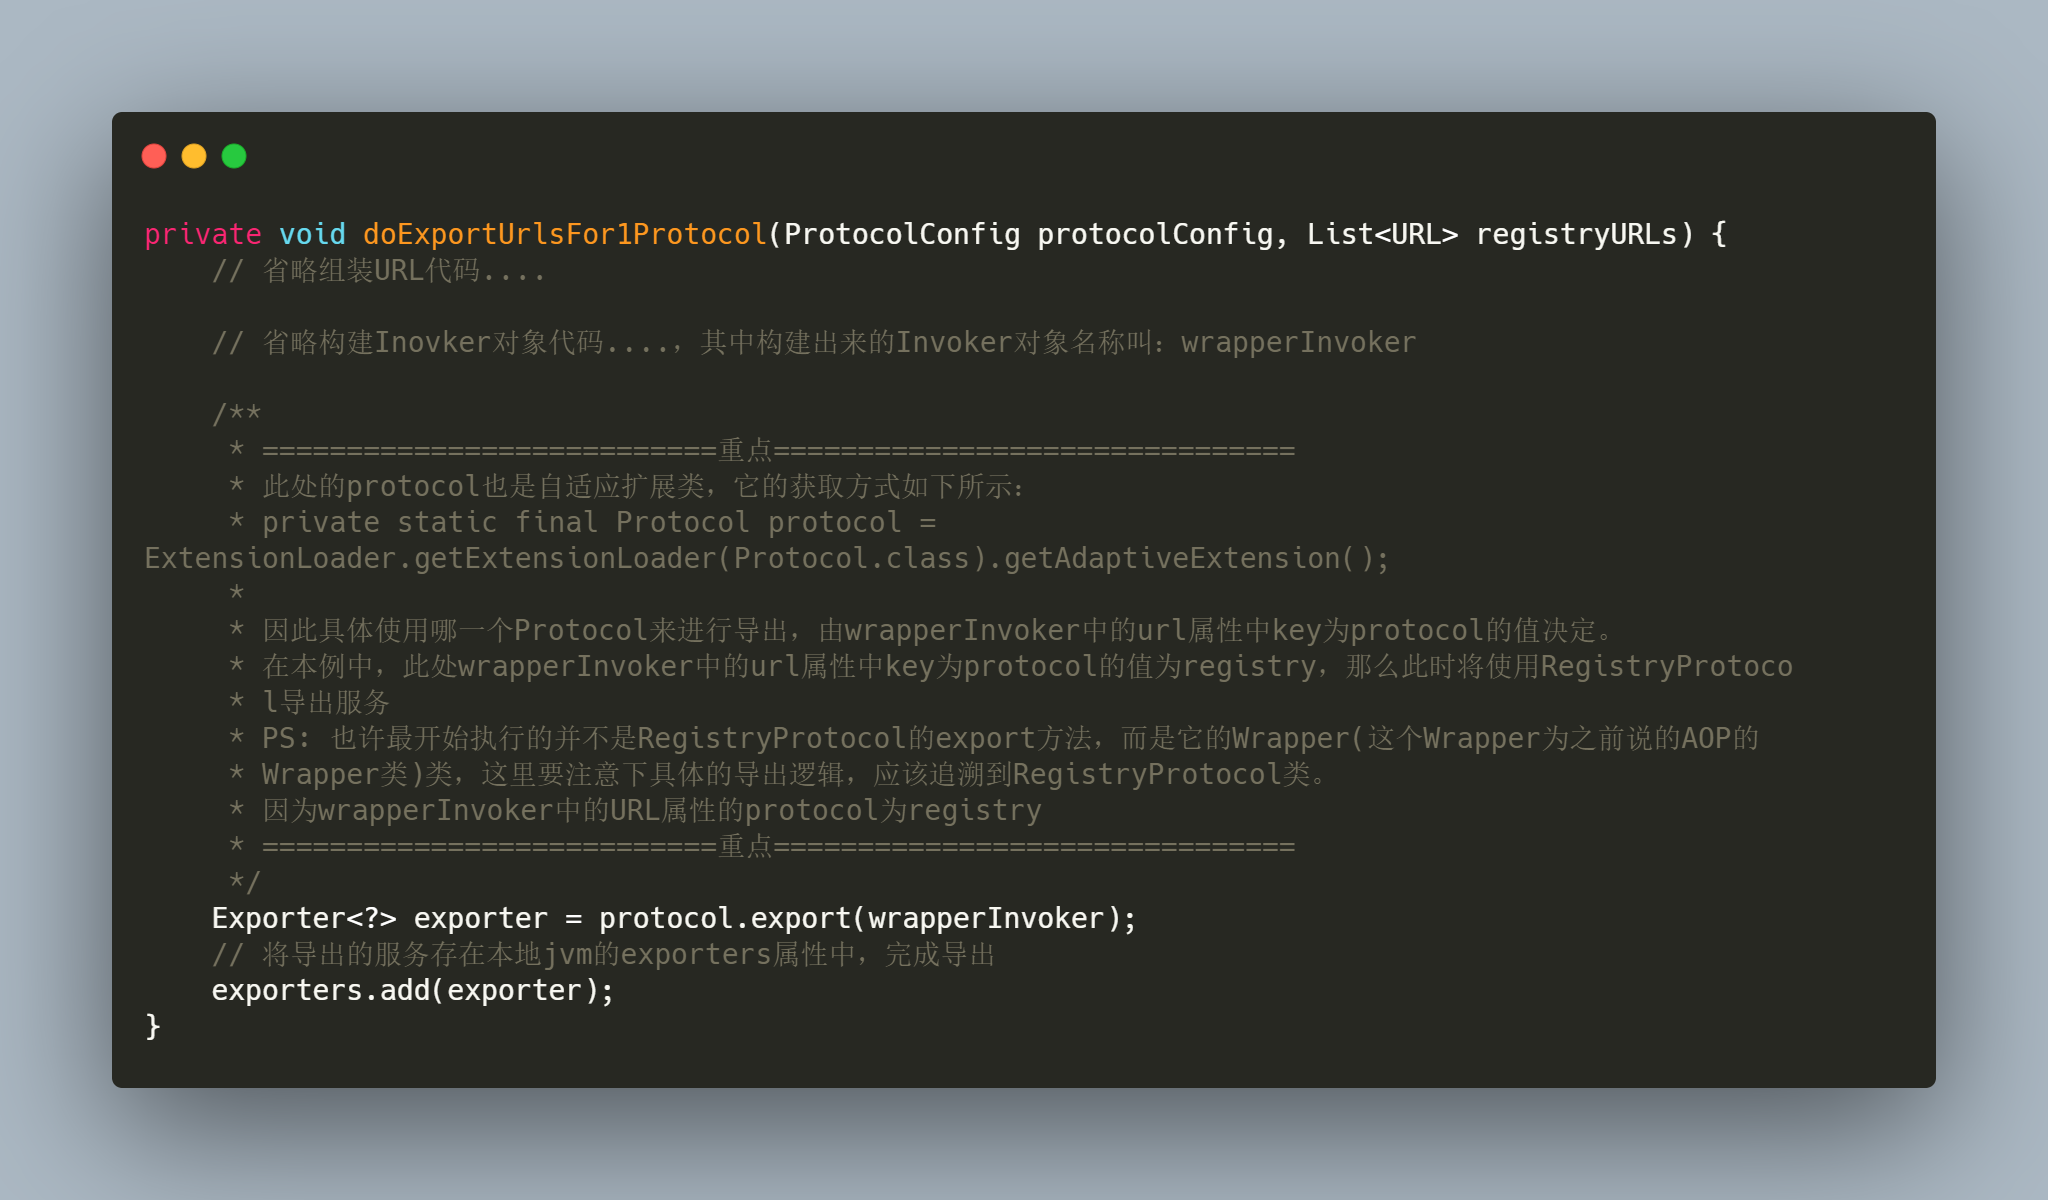 private void doExportUrlsFor1Protocol(ProtocolConfig protocolConfig, List<URL> registryURLs) {
    // 省略组装URL代码....

    // 省略构建Inovker对象代码....，其中构建出来的Invoker对象名称叫：wrapperInvoker

    /**
     * ===========================重点===============================
     * 此处的protocol也是自适应扩展类，它的获取方式如下所示：
     * private static final Protocol protocol =
ExtensionLoader.getExtensionLoader(Protocol.class).getAdaptiveExtension();
     *
     * 因此具体使用哪一个Protocol来进行导出，由wrapperInvoker中的url属性中key为protocol的值决定。
     * 在本例中，此处wrapperInvoker中的url属性中key为protocol的值为registry，那么此时将使用RegistryProtoco
     * l导出服务
     * PS: 也许最开始执行的并不是RegistryProtocol的export方法，而是它的Wrapper(这个Wrapper为之前说的AOP的
     * Wrapper类)类，这里要注意下具体的导出逻辑，应该追溯到RegistryProtocol类。
     * 因为wrapperInvoker中的URL属性的protocol为registry
     * ===========================重点===============================
     */
    Exporter<?> exporter = protocol.export(wrapperInvoker);
    // 将导出的服务存在本地jvm的exporters属性中，完成导出
    exporters.add(exporter);
}